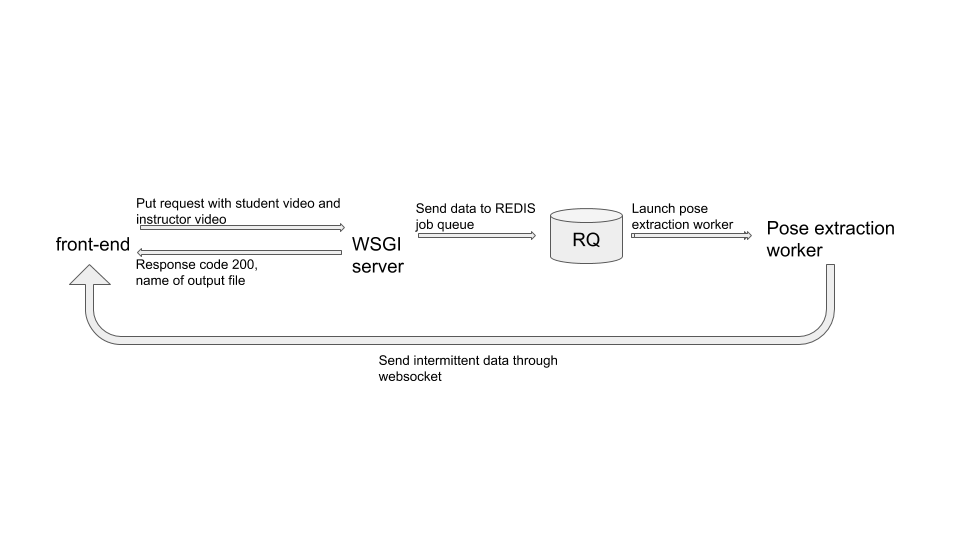 Put request with student video and
instructor video
front-end
Response code 200,
name of output file
WSGI
server
Send data to REDIS
job queue
RQ
Launch pose
extraction worker
Pose extraction
worker
Send intermittent data through
websocket